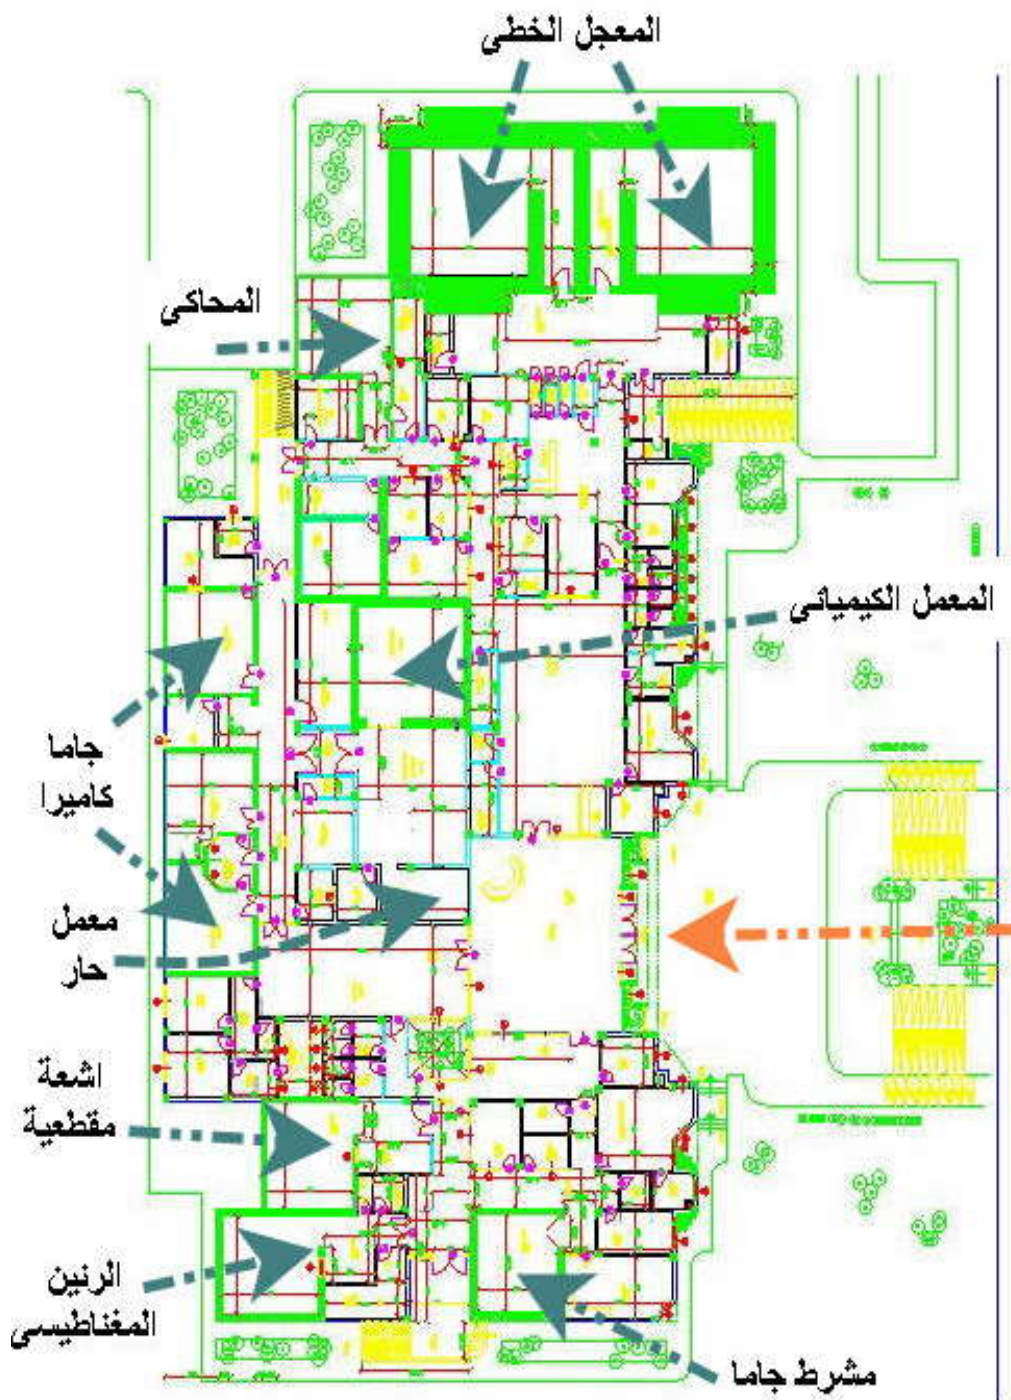 المعجل الخطى
المحاكى
المعمل الكيميائى
جاما
كاميرا
معمل
حار
اشعة
مقطعية
الرنين
المغناطيسى
مشرط جاما